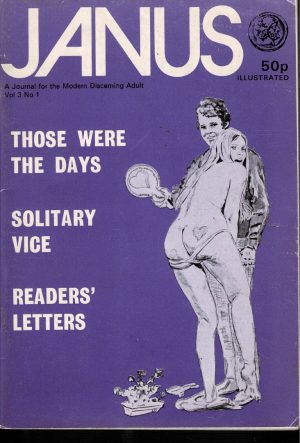 JANUS
50p
ILLUSTRATED
A Journal for the Modern Discerning Adult
Vol 3 No 1
THOSE WERE
THE DAYS
SOLITARY
VICE
READERS'
LETTERS